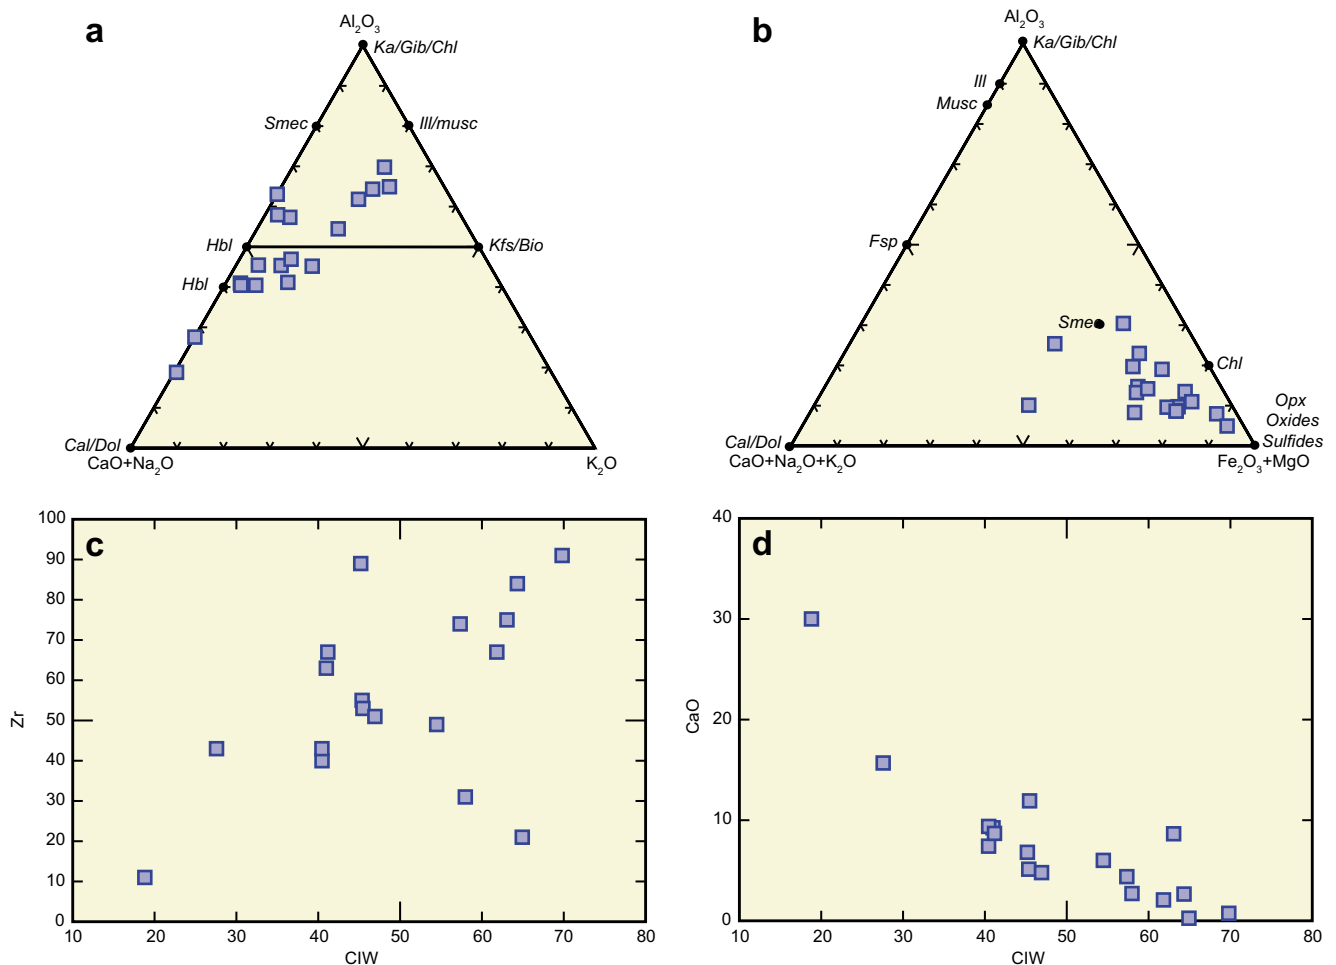 a
Al2O3
Ka/Gib/Chl
Smec
Ill/musc
Hbl
Kfs/Bio
Hbl
Cal/Dol
CaO+Na2O
K2O
b
Al2O3
Ka/Gib/Chl
Ill
Musc
Fsp
Smec
Chl
Opx
Oxides
Sulfides
Cal/Dol
CaO+Na2O+K2O
Fe2O3+MgO
c
100
90
80
70
60
50
40
30
20
10
0
Zr
10 20 30 40 50 60 70 80
CIW
d
40
30
20
10
0
CaO
10 20 30 40 50 60 70 80
CIW